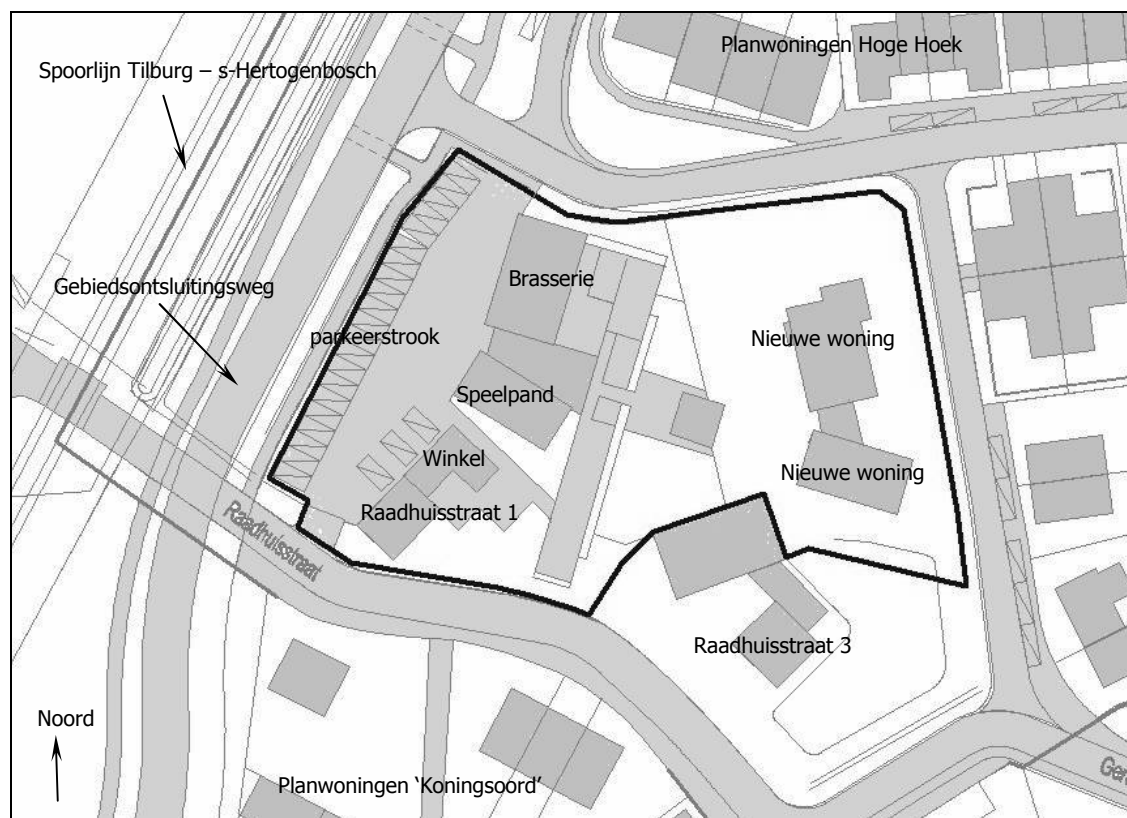 Planwoningen Hoge Hoek
Spoorlijn Tilburg – s-Hertogenbosch
Brasserie
Gebiedsontsluitingsweg
parkeerstrook
Nieuwe woning
Speelpand
Winkel
Nieuwe woning
Raadhuisstraat 1
Raadhuisstraat
Raadhuisstraat 3
Noord
Planwoningen ‘Koningsoord’